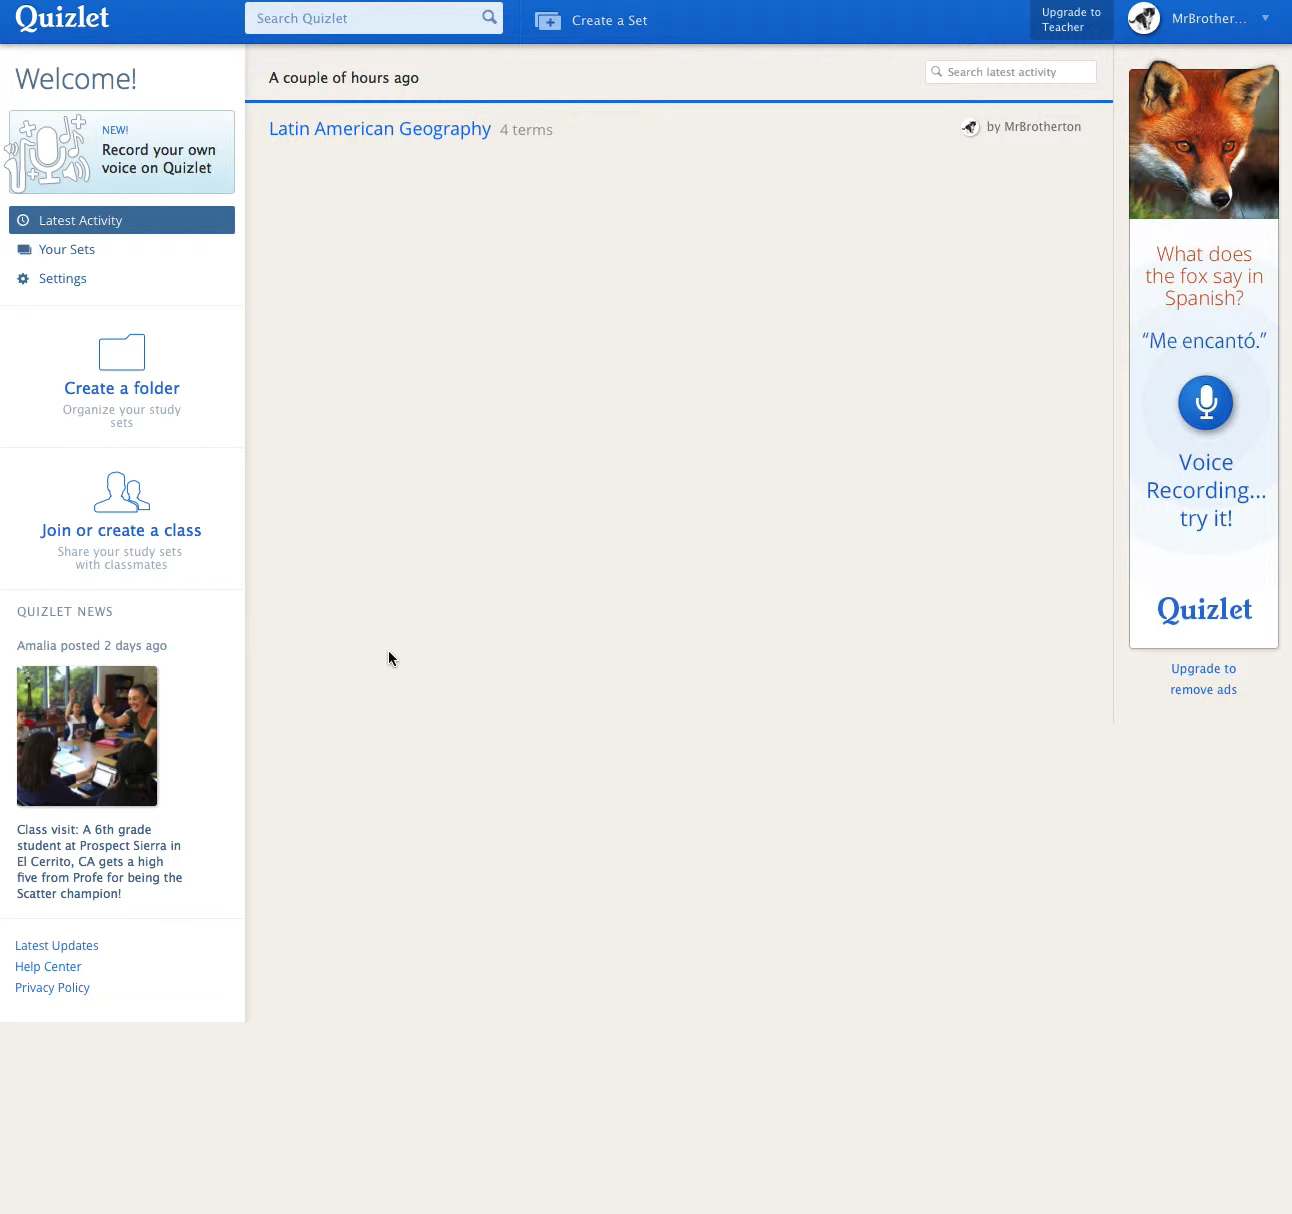 Quizlet
Search Quizlet
Create a Set
Upgrade to
Teacher
MrBrother...
Welcome!
NEW!
Record your own
voice on Quizlet
Latest Activity
Your Sets
Settings
Create a folder
Organize your study
sets
Join or create a class
Share your study sets
with classmates
QUIZLET NEWS
Amalia posted 2 days ago
Class visit: A 6th grade
student at Prospect Sierra in
El Cerrito, CA gets a high
five from Profe for being the
Scatter champion!
Latest Updates
Help Center
Privacy Policy
A couple of hours ago
Search latest activity
Latin American Geography 4 terms
by MrBrotherton
What does
the fox say in
Spanish?
“Me encantó.”
Voice
Recording...
try it!
Quizlet
Upgrade to
remove ads